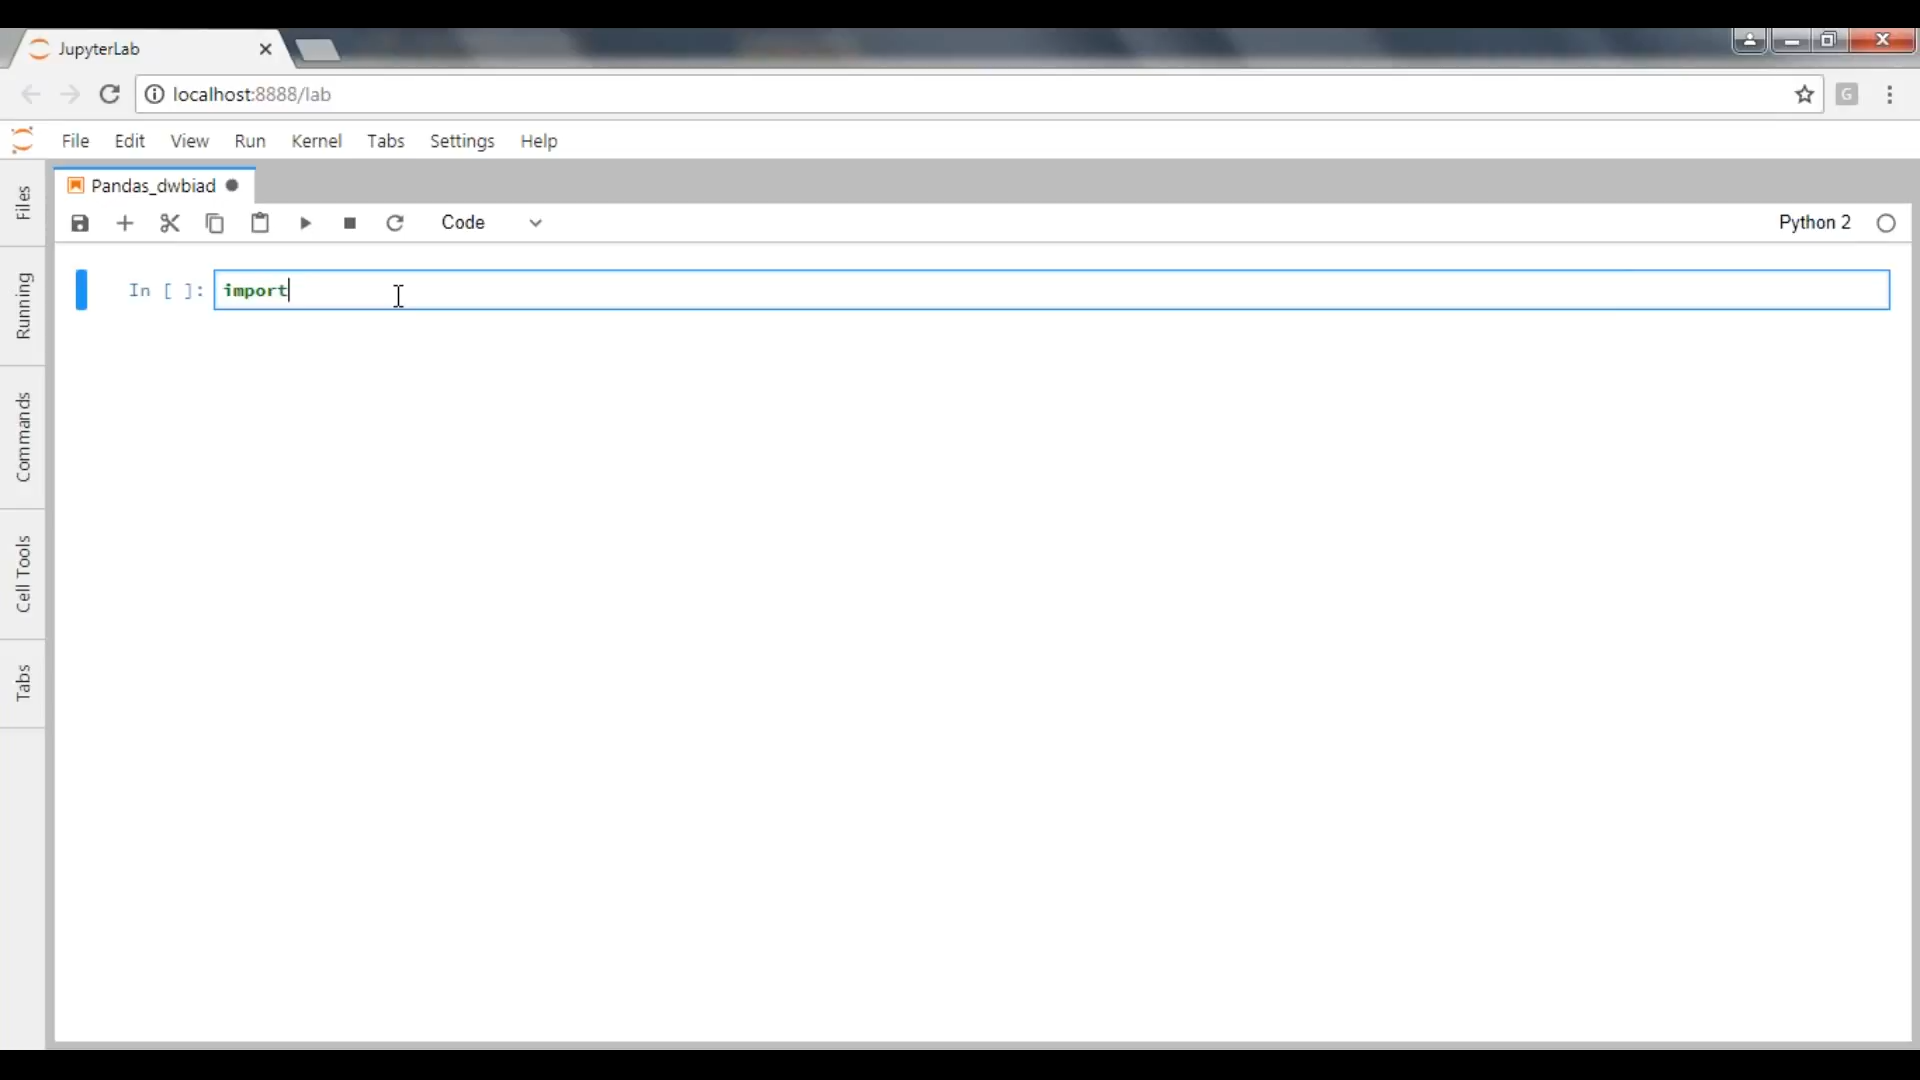 JupyterLab
localhost:8888/lab
G
File Edit View Run Kernel Tabs Settings Help
Pandas_dwbiad
Code
Python 2
In [ ]: import
Files
Running
Commands
Cell Tools
Tabs